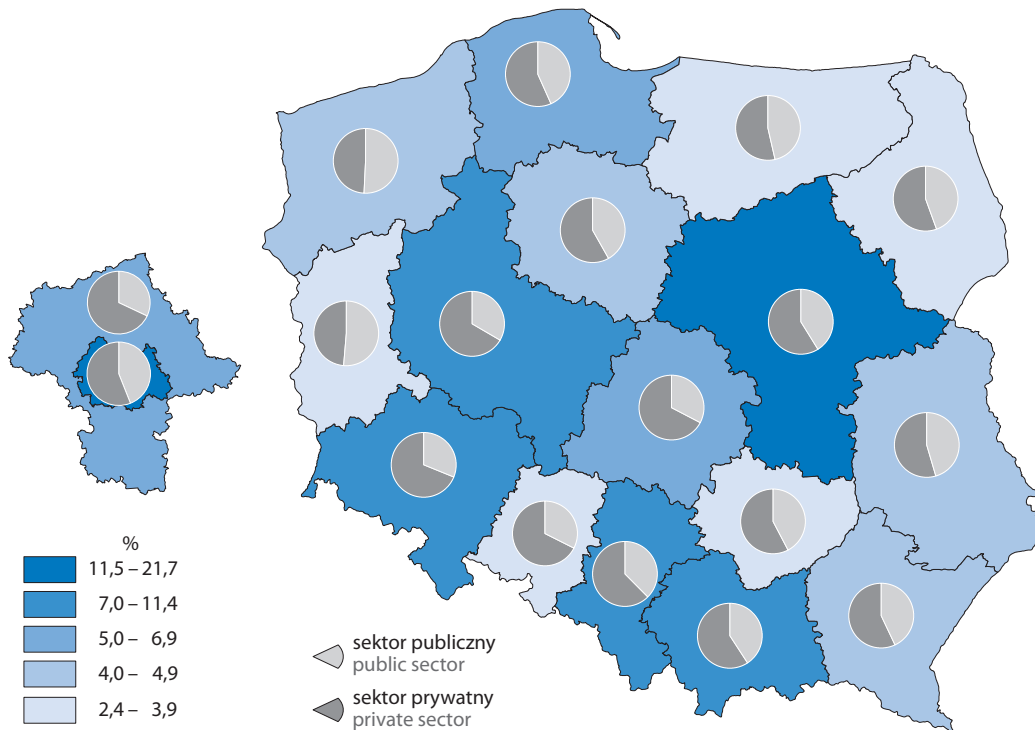 %
11,5 – 21,7
7,0 – 11,4
5,0 – 6,9
4,0 – 4,9
2,4 – 3,9
sektor publiczny
public sector
sektor prywatny
private sector